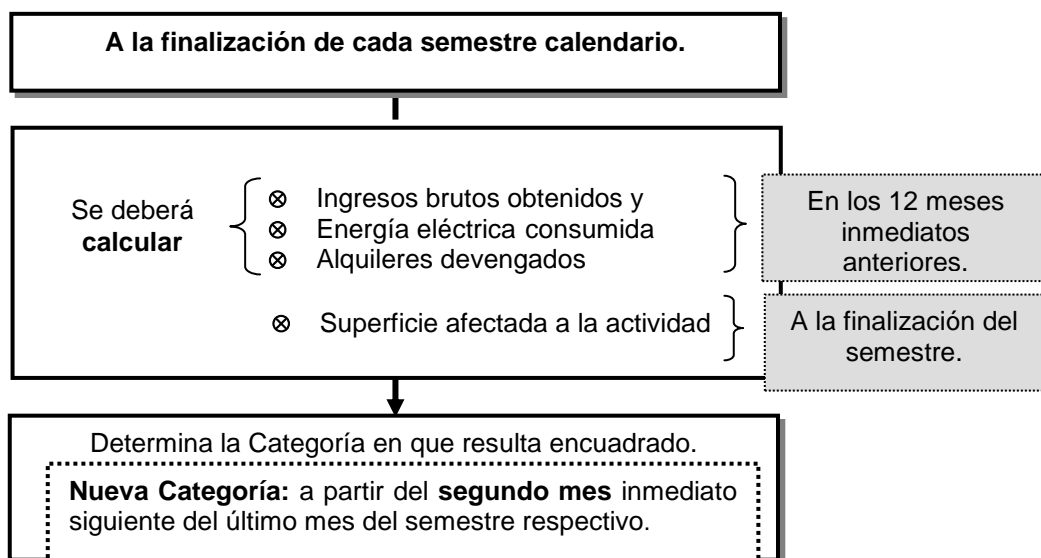 A la finalización de cada semestre calendario.
Se deberá
calcular
⊗ Ingresos brutos obtenidos y
⊗ Energía eléctrica consumida
⊗ Alquileres devengados
En los 12 meses
inmediatos
anteriores.
⊗ Superficie afectada a la actividad
A la finalización del
semestre.
Determina la Categoría en que resulta encuadrado.
Nueva Categoría: a partir del segundo mes inmediato
siguiente del último mes del semestre respectivo.